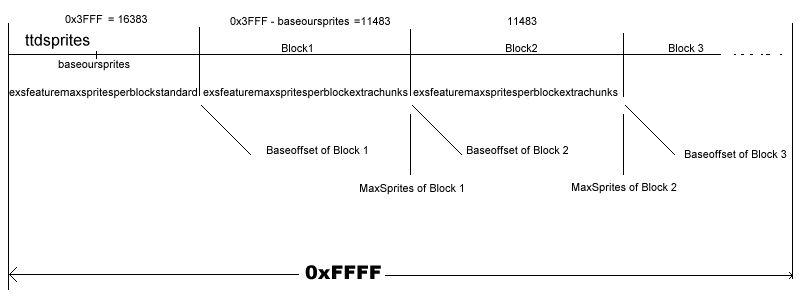 0x3FFF = 16383
0x3FFF - baseoursprites =11483
11483
ttdsprites
Block1
Block2
Block 3
baseoursprites
exsfeaturemaxspritesperblockstandard
exsfeaturemaxspritesperblockextrachunks
exsfeaturemaxspritesperblockextrachunks
Baseoffset of Block 1
Baseoffset of Block 2
Baseoffset of Block 3
MaxSprites of Block 1
MaxSprites of Block 2
0xFFFF